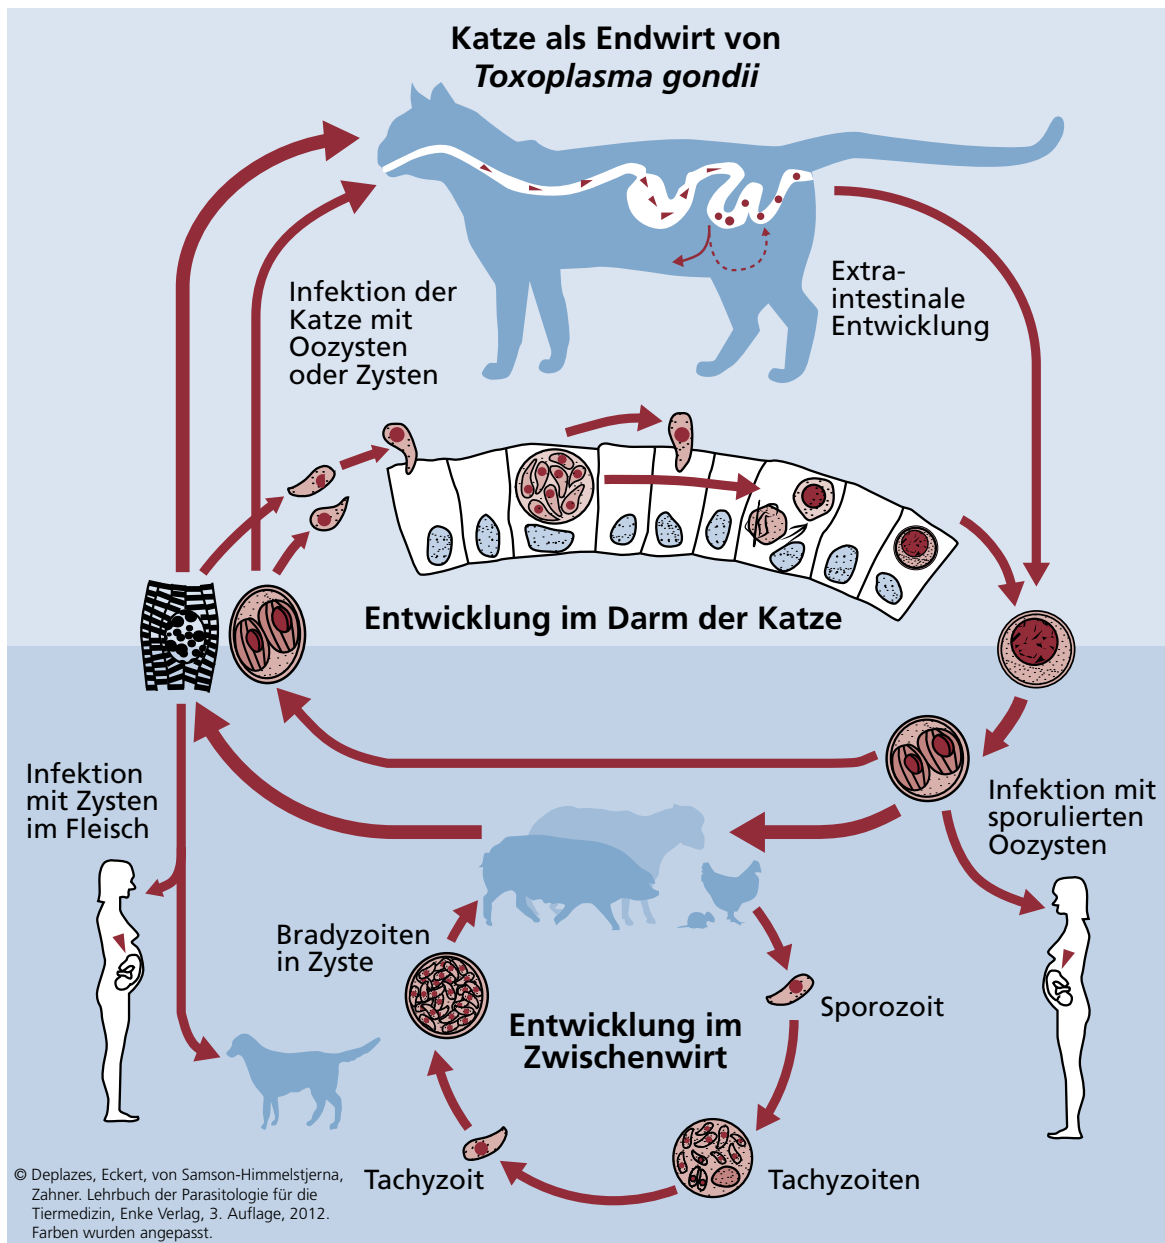 Katze als Endwirt von
Toxoplasma gondii
Infektion der
Katze mit
Oozysten
oder Zysten
Extra-
intestinale
Entwicklung
Entwicklung im Darm der Katze
Infektion
mit Zysten
im Fleisch
Infektion mit
sporulierten
Oozysten
Bradyzoiten
in Zyste
Entwicklung im
Zwischenwirt
Sporozoit
Tachyzoit
Tachyzoiten
© Deplazes, Eckert, von Samson-Himmelstjerna,
Zahner. Lehrbuch der Parasitologie für die
Tiermedizin, Enke Verlag, 3. Auflage, 2012.
Farben wurden angepasst.